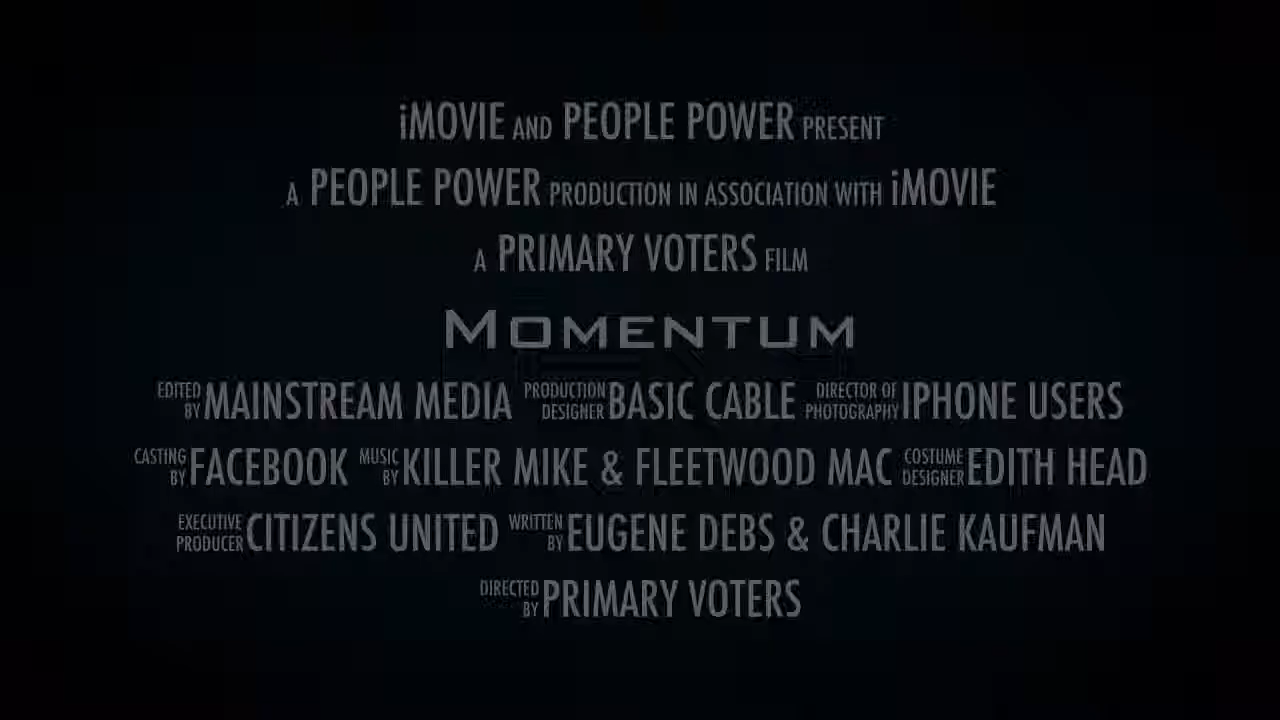 iMOVIE AND PEOPLE POWER PRESENT
A PEOPLE POWER PRODUCTION IN ASSOCIATION WITH iMOVIE
A PRIMARY VOTERS FILM
MOMENTUM
EDITED BY MAINSTREAM MEDIA PRODUCTION DESIGNER BASIC CABLE DIRECTOR OF PHOTOGRAPHY IPHONE USERS
CASTING BY FACEBOOK MUSIC BY KILLER MIKE & FLEETWOOD MAC COSTUME DESIGNER EDITH HEAD
EXECUTIVE PRODUCER CITIZENS UNITED WRITTEN BY EUGENE DEBS & CHARLIE KAUFMAN
DIRECTED BY PRIMARY VOTERS